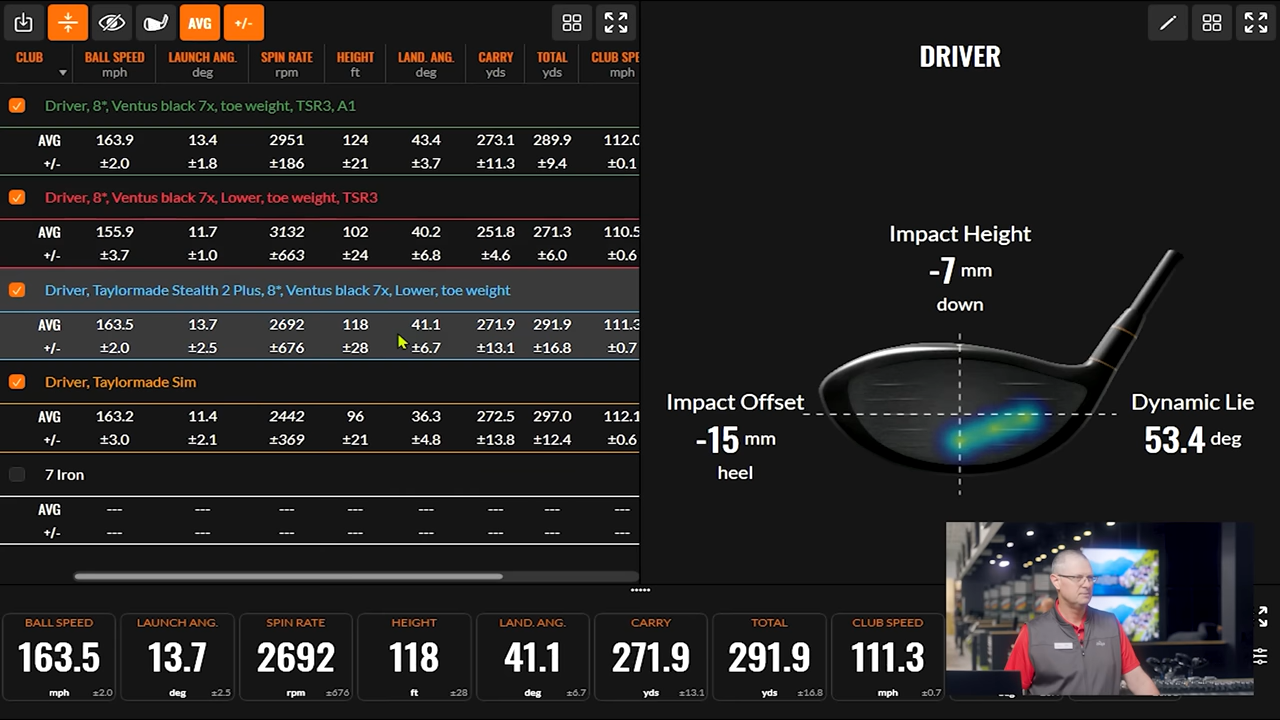 AVG +/-
CLUB BALL SPEED LAUNCH ANG. SPIN RATE HEIGHT LAND. ANG. CARRY TOTAL CLUB SPE
mph deg rpm ft deg yds yds mph
Driver, 8*, Ventus black 7x, toe weight, TSR3, A1
AVG 163.9 13.4 2951 124 43.4 273.1 289.9 112.0
+/- ±2.0 ±1.8 ±186 ±21 ±3.7 ±11.3 ±9.4 ±0.1
Driver, 8*, Ventus black 7x, Lower, toe weight, TSR3
AVG 155.9 11.7 3132 102 40.2 251.8 271.3 110.5
+/- ±3.7 ±1.0 ±663 ±24 ±6.8 ±4.6 ±6.0 ±0.6
Driver, Taylormade Stealth 2 Plus, 8*, Ventus black 7x, Lower, toe weight
AVG 163.5 13.7 2692 118 41.1 271.9 291.9 111.3
+/- ±2.0 ±2.5 ±676 ±28 ±6.7 ±13.1 ±16.8 ±0.7
Driver, Taylormade Sim
AVG 163.2 11.4 2442 96 36.3 272.5 297.0 112.1
+/- ±3.0 ±2.1 ±369 ±21 ±4.8 ±13.8 ±12.4 ±0.6
7 Iron
AVG --- --- --- --- --- --- --- ---
+/- --- --- --- --- --- --- --- ---
DRIVER
Impact Height
-7 mm
down
Impact Offset
-15 mm
heel
Dynamic Lie
53.4 deg
BALL SPEED LAUNCH ANG. SPIN RATE HEIGHT LAND. ANG. CARRY TOTAL CLUB SPEED
163.5 13.7 2692 118 41.1 271.9 291.9 111.3
mph ±2.0 deg ±2.5 rpm ±676 ft ±28 deg ±6.7 yds ±13.1 yds ±16.8 mph ±0.7